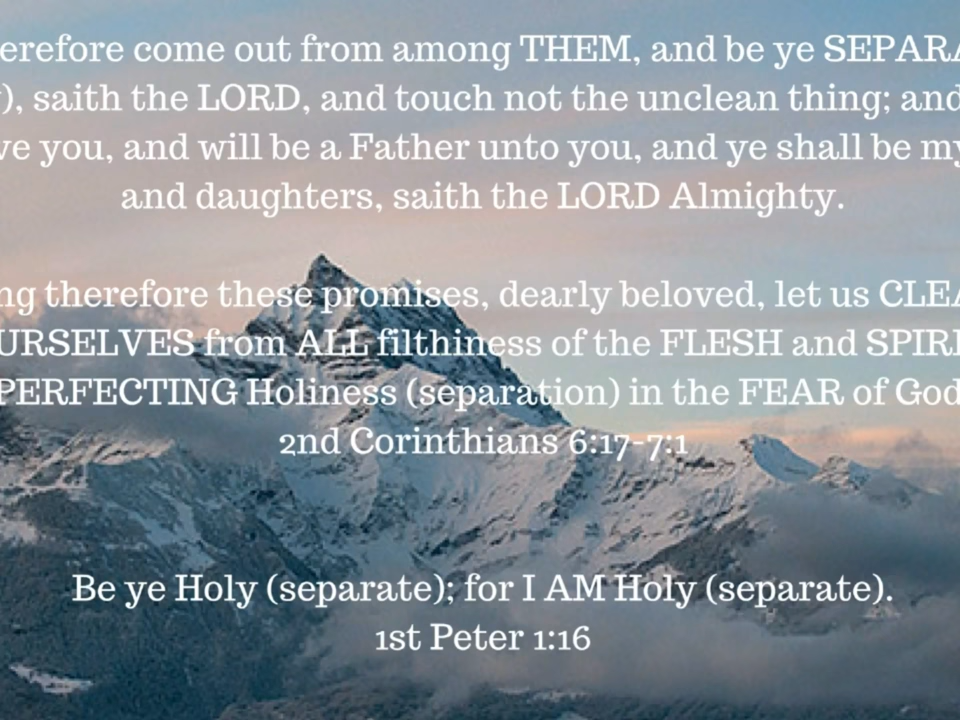 erefore come out from among THEM, and be ye SEPARA
), saith the LORD, and touch not the unclean thing; and
ve you, and will be a Father unto you, and ye shall be my
and daughters, saith the LORD Almighty.
ng therefore these promises, dearly beloved, let us CLEA
URSELVES from ALL filthiness of the FLESH and SPIRI
PERFECTING Holiness (separation) in the FEAR of God
2nd Corinthians 6:17-7:1
Be ye Holy (separate); for I AM Holy (separate).
1st Peter 1:16